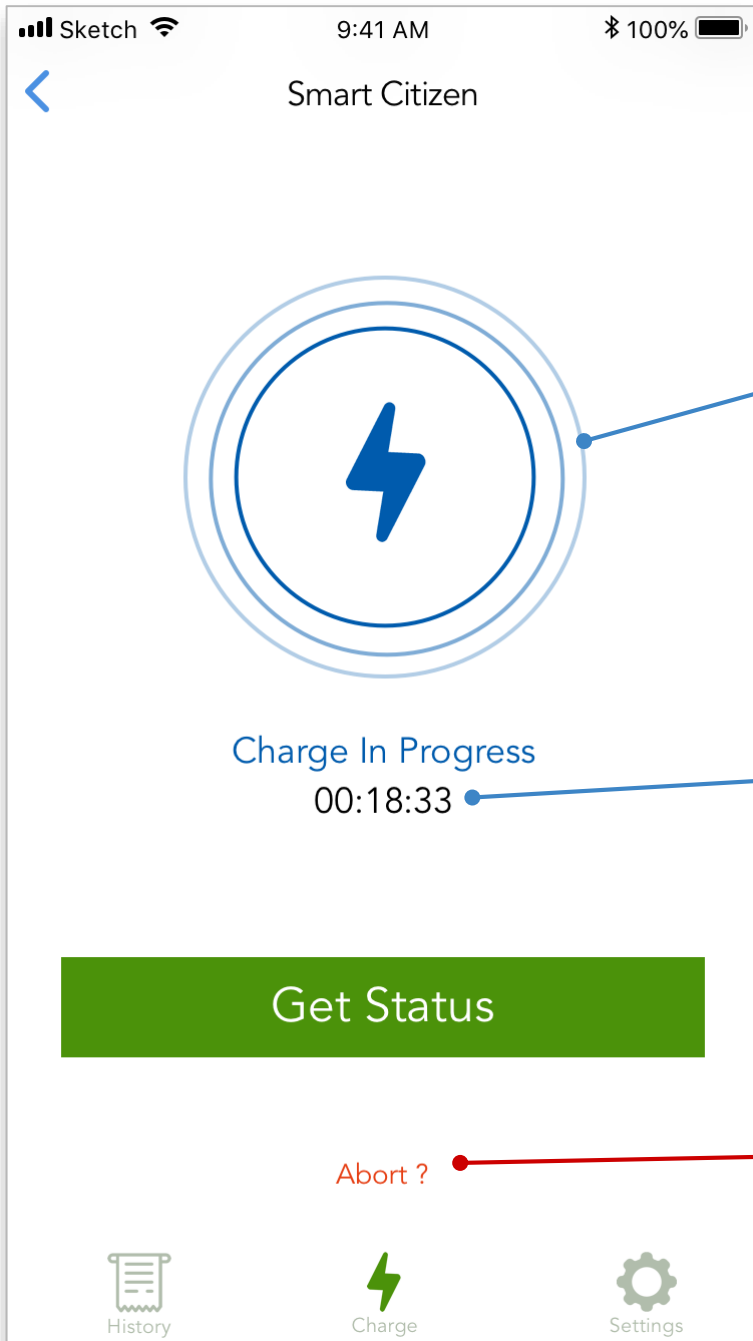 Sketch 9:41 AM 100%
Smart Citizen
Charge In Progress
00:18:33
Get Status
Abort ?
History Charge Settings